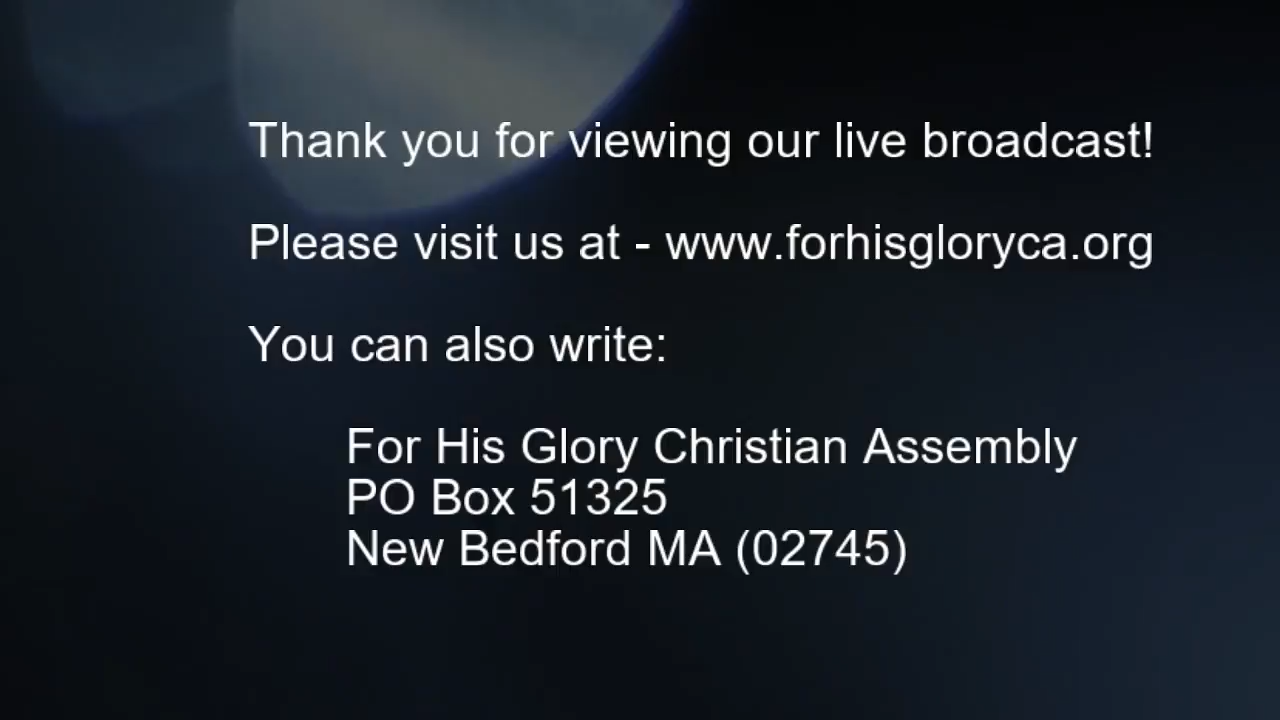 Thank you for viewing our live broadcast!
Please visit us at - www.forhisgloryca.org
You can also write:
For His Glory Christian Assembly
PO Box 51325
New Bedford MA (02745)